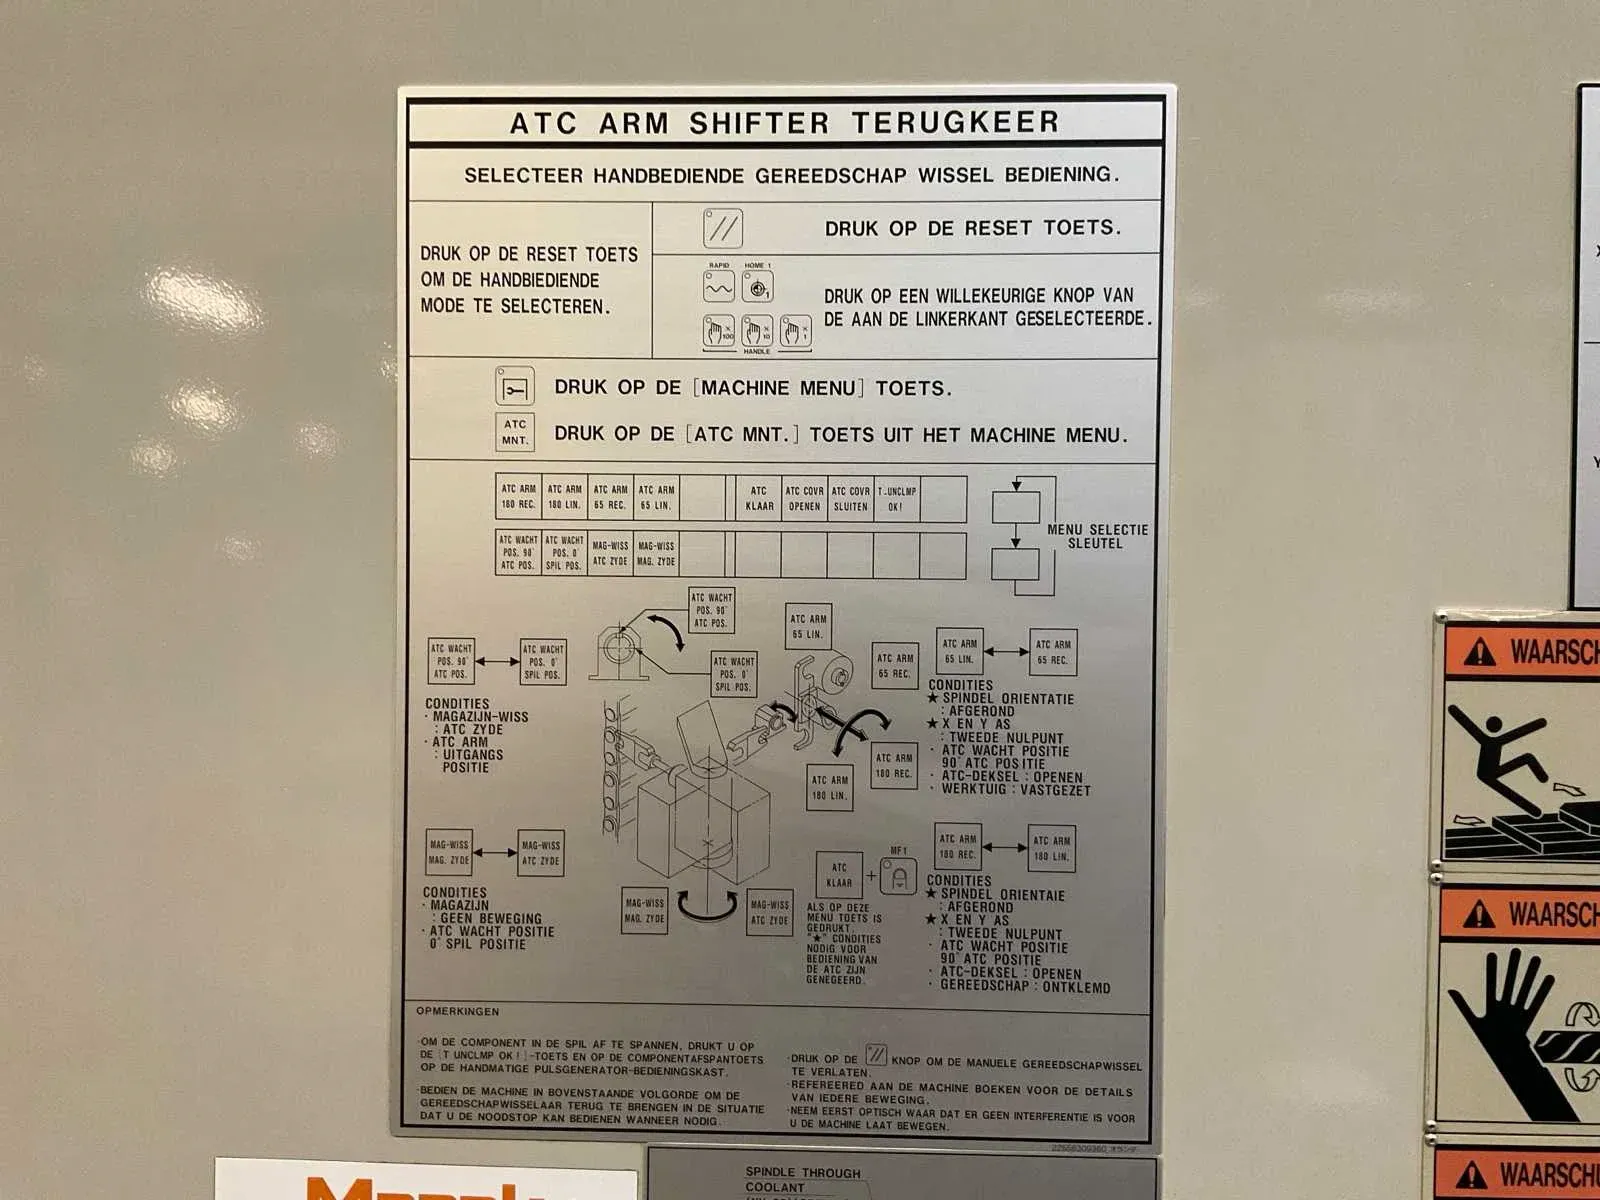 ATC ARM SHIFTER TERUGKEER
SELECTEER HANDBEDIENDE GEREEDSCHAP WISSEL BEDIENING.
DRUK OP DE RESET TOETS
OM DE HANDBIEDIENDE
MODE TE SELECTEREN.
DRUK OP DE RESET TOETS.
RAPID HOME 1
1
DRUK OP EEN WILLEKEURIGE KNOP VAN
DE AAN DE LINKERKANT GESELECTEERDE.
×100 ×10 ×1
HANDLE
DRUK OP DE [MACHINE MENU] TOETS.
ATC
MNT.
DRUK OP DE [ATC MNT.] TOETS UIT HET MACHINE MENU.
ATC ARM ATC ARM ATC ARM ATC ARM ATC ATC COVR ATC COVR T-UNCLMP
180 REC. 180 LIN. 65 REC. 65 LIN. KLAAR OPENEN SLUITEN OK!
ATC WACHT ATC WACHT MAG-WISS MAG-WISS
POS. 90° POS. 0° ATC ZYDE MAG. ZYDE
ATC POS. SPIL POS.
MENU SELECTIE
SLEUTEL
ATC WACHT
POS. 90°
ATC POS.
ATC WACHT
POS. 0°
SPIL POS.
ATC WACHT
POS. 90°
ATC POS.
ATC WACHT
POS. 0°
SPIL POS.
CONDITIES
· MAGAZIJN-WISS
: ATC ZYDE
· ATC ARM
: UITGANGS
POSITIE
ATC ARM
65 LIN.
ATC ARM
65 REC.
ATC ARM
180 LIN.
ATC ARM
180 REC.
ATC ARM
65 LIN.
ATC ARM
65 REC.
CONDITIES
★ SPINDEL ORIENTATIE
: AFGEROND
★ X EN Y AS
: TWEEDE NULPUNT
· ATC WACHT POSITIE
90° ATC POSITIE
· ATC-DEKSEL : OPENEN
· WERKTUIG : VASTGEZET
MAG-WISS
MAG. ZYDE
MAG-WISS
ATC ZYDE
CONDITIES
· MAGAZIJN
: GEEN BEWEGING
· ATC WACHT POSITIE
0° SPIL POSITIE
MAG-WISS
MAG. ZYDE
MAG-WISS
ATC ZYDE
ATC
KLAAR
+
MF1
ALS OP DEZE
MENU TOETS IS
GEDRUKT.
"★" CONDITIES
NODIG VOOR
BEDIENING VAN
DE ATC ZIJN
GENEGEERD.
ATC ARM
180 REC.
ATC ARM
180 LIN.
CONDITIES
★ SPINDEL ORIENTAIE
: AFGEROND
★ X EN Y AS
: TWEEDE NULPUNT
· ATC WACHT POSITIE
90° ATC POSITIE
· ATC-DEKSEL : OPENEN
· GEREEDSCHAP : ONTKLEMD
OPMERKINGEN
·OM DE COMPONENT IN DE SPIL AF TE SPANNEN, DRUKT U OP
DE [T UNCLMP OK!]-TOETS EN OP DE COMPONENTAFSPANTOETS
OP DE HANDMATIGE PULSGENERATOR-BEDIENINGSKAST.
·BEDIEN DE MACHINE IN BOVENSTAANDE VOLGORDE OM DE
GEREEDSCHAPWISSELAAR TERUG TE BRENGEN IN DE SITUATIE
DAT U DE NOODSTOP KAN BEDIENEN WANNEER NODIG.
·DRUK OP DE KNOP OM DE MANUELE GEREEDSCHAPWISSEL
TE VERLATEN.
·REFEREERED AAN DE MACHINE BOEKEN VOOR DE DETAILS
VAN IEDERE BEWEGING.
·NEEM EERST OPTISCH WAAR DAT ER GEEN INTERFERENTIE IS VOOR
U DE MACHINE LAAT BEWEGEN.
SPINDLE THROUGH
COOLANT
WAARSCH
WAARSCH
WAARSCHU